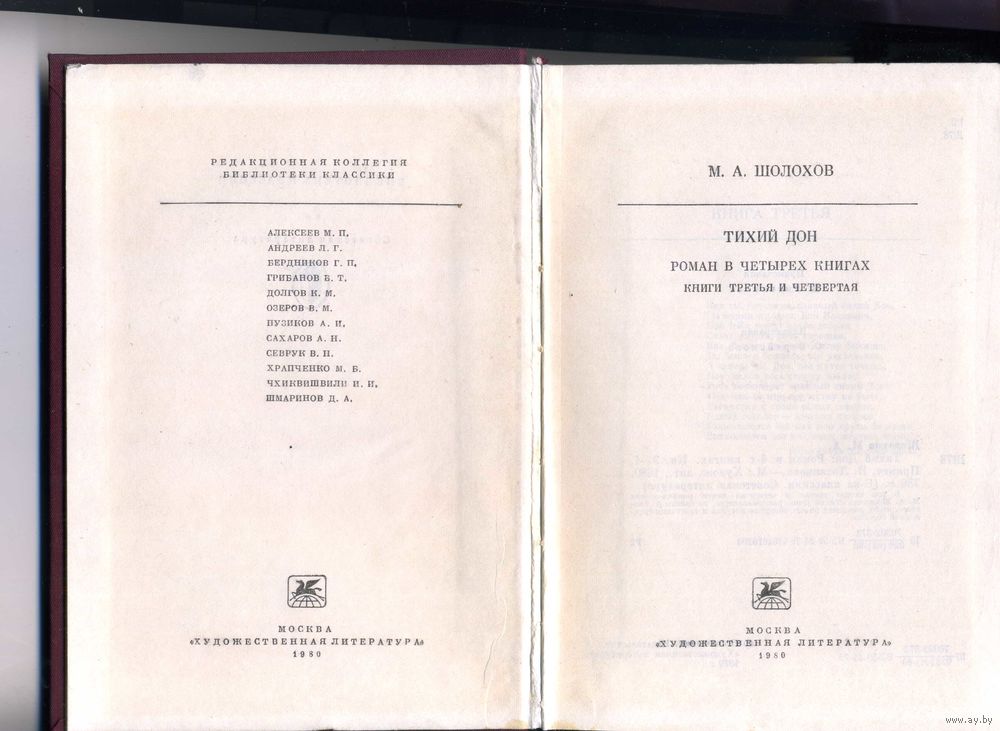 РЕДАКЦИОННАЯ КОЛЛЕГИЯ
БИБЛИОТЕКИ КЛАССИКИ
АЛЕКСЕЕВ М. П.
АНДРЕЕВ Л. Г.
БЕРДНИКОВ Г. П.
ГРИБАНОВ Б. Т.
ДОЛГОВ К. М.
ОЗЕРОВ В. М.
ПУЗИКОВ А. И.
САХАРОВ А. Н.
СЕВРУК В. Н.
ХРАПЧЕНКО М. Б.
ЧХИКВИШВИЛИ И. И.
ШМАРИНОВ Д. А.
МОСКВА
«ХУДОЖЕСТВЕННАЯ ЛИТЕРАТУРА»
1980
М. А. ШОЛОХОВ
ТИХИЙ ДОН
РОМАН В ЧЕТЫРЕХ КНИГАХ
КНИГИ ТРЕТЬЯ И ЧЕТВЕРТАЯ
МОСКВА
«ХУДОЖЕСТВЕННАЯ ЛИТЕРАТУРА»
1980
www.ay.by